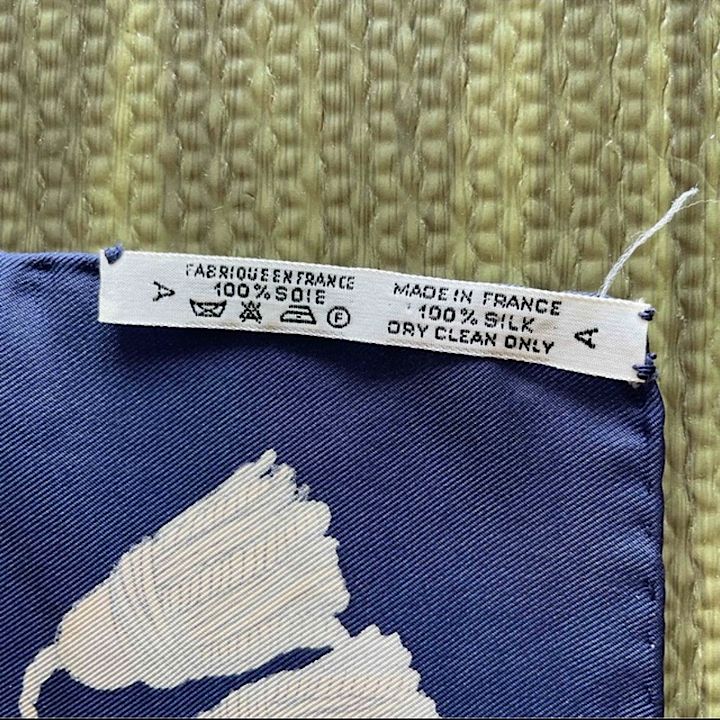 A
FABRIQUE EN FRANCE
100% SOIE
F
MADE IN FRANCE
100% SILK
DRY CLEAN ONLY
A